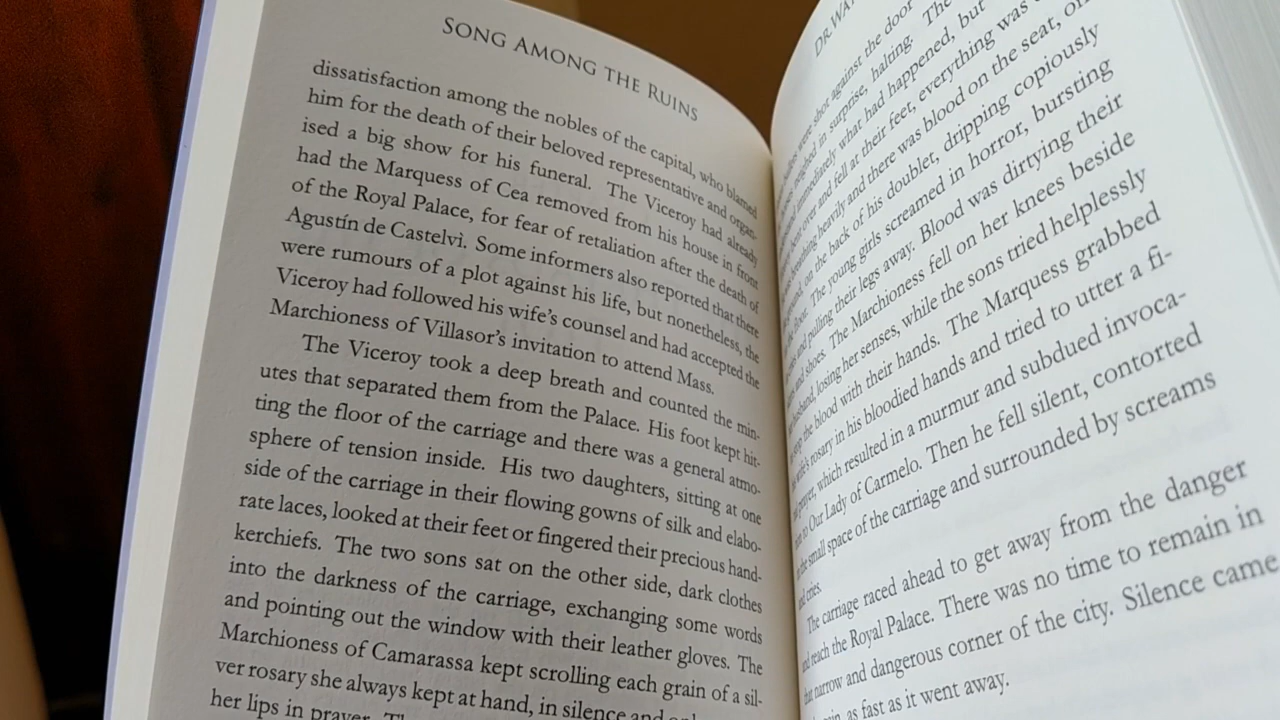 SONG AMONG THE RUINS
dissatisfaction among the nobles of the capital, who blamed
him for the death of their beloved representative and organ-
ised a big show for his funeral. The Viceroy had already
had the Marquess of Cea removed from his house in front
of the Royal Palace, for fear of retaliation after the death of
Agustín de Castelvi. Some informers also reported that there
were rumours of a plot against his life, but nonetheless, the
Viceroy had followed his wife's counsel and had accepted the
Marchioness of Villasor's invitation to attend Mass.
The Viceroy took a deep breath and counted the min-
utes that separated them from the Palace. His foot kept hit-
ting the floor of the carriage and there was a general atmo-
sphere of tension inside. His two daughters, sitting at one
side of the carriage in their flowing gowns of silk and elabo-
rate laces, looked at their feet or fingered their precious hand-
kerchiefs. The two sons sat on the other side, dark clothes
into the darkness of the carriage, exchanging some words
and pointing out the window with their leather gloves. The
Marchioness of Camarassa kept scrolling each grain of a sil-
ver rosary she always kept at hand, in silence and
her lips in prayer.
DR
were shot against the door
neighed in surprise, halting. The
immediately what had happened, but
over and fell at their feet, everything was
breathing heavily and there was blood on the seat, on
on the back of his doublet, dripping copiously
floor. The young girls screamed in horror, bursting
and pulling their legs away. Blood was dirtying their
and shoes. The Marchioness fell on her knees beside
husband, losing her senses, while the sons tried helplessly
the blood with their hands. The Marquess grabbed
wife's rosary in his bloodied hands and tried to utter a fi-
prayer, which resulted in a murmur and subdued invoca-
to Our Lady of Carmelo. Then he fell silent, contorted
the small space of the carriage and surrounded by screams
and cries.
The carriage raced ahead to get away from the danger
and reach the Royal Palace. There was no time to remain in
that narrow and dangerous corner of the city. Silence came
as fast as it went away.